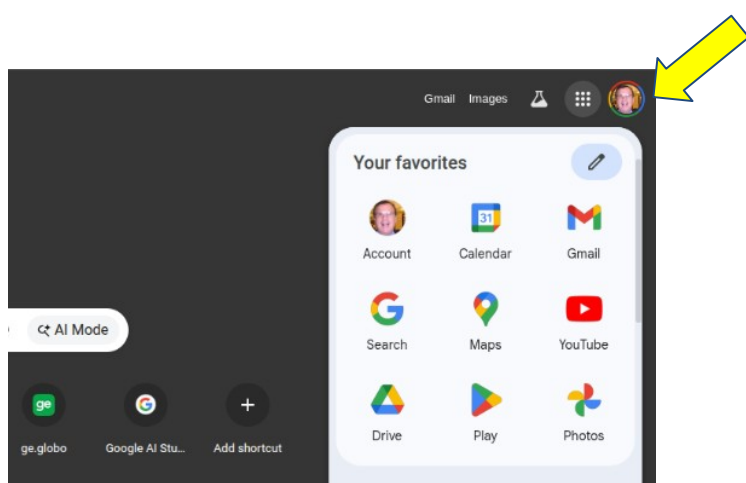 Gmail Images
Your favorites
31
Account Calendar Gmail
AI Mode
Search Maps YouTube
ge
G
ge.globo Google AI Stu... Add shortcut
Drive Play Photos